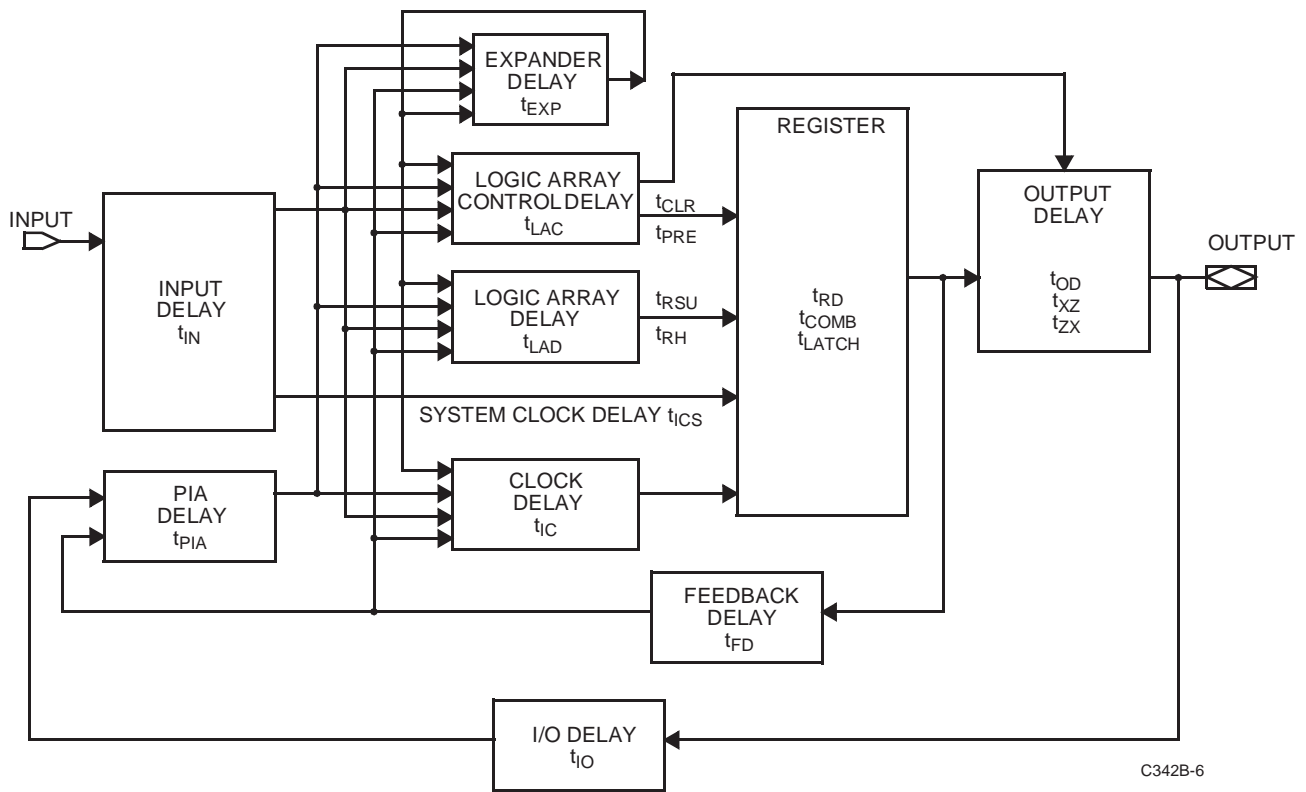 EXPANDER
DELAY
tEXP
REGISTER
LOGIC ARRAY
CONTROL DELAY
tLAC
tCLR
tPRE
OUTPUT
DELAY
tOD
tXZ
tZX
INPUT
OUTPUT
INPUT
DELAY
tIN
LOGIC ARRAY
DELAY
tLAD
tRSU
tRH
tRD
tCOMB
tLATCH
SYSTEM CLOCK DELAY tICS
PIA
DELAY
tPIA
CLOCK
DELAY
tIC
FEEDBACK
DELAY
tFD
I/O DELAY
tIO
C342B-6